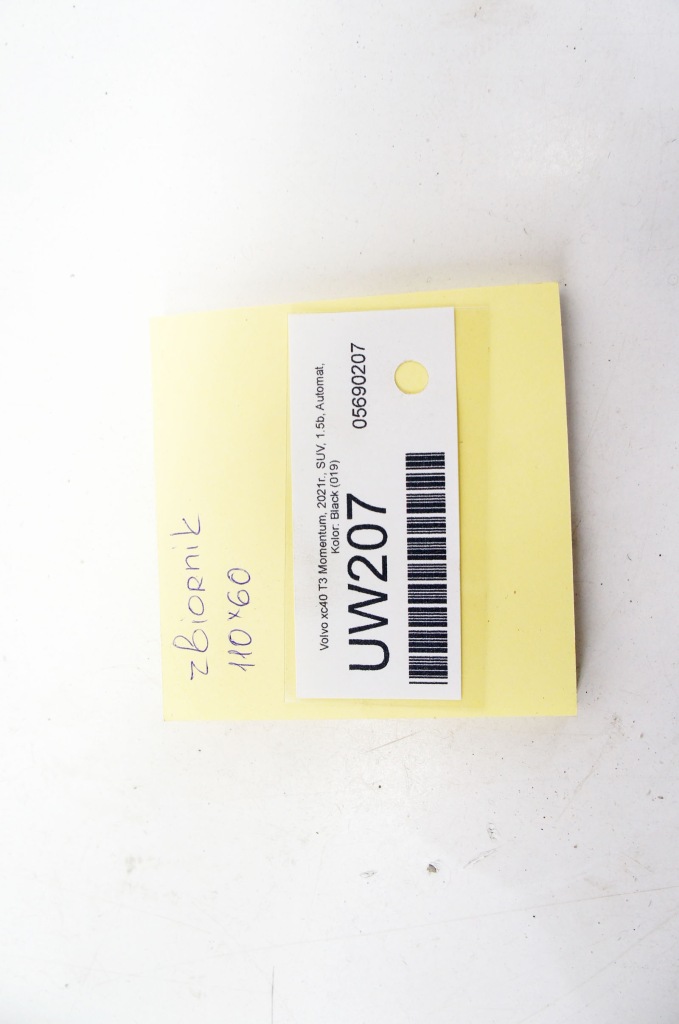 zbiornik
110x60
Volvo xc40 T3 Momentum, 2021r., SUV, 1.5b, Automat,
Kolor: Black (019)
UW207
05690207